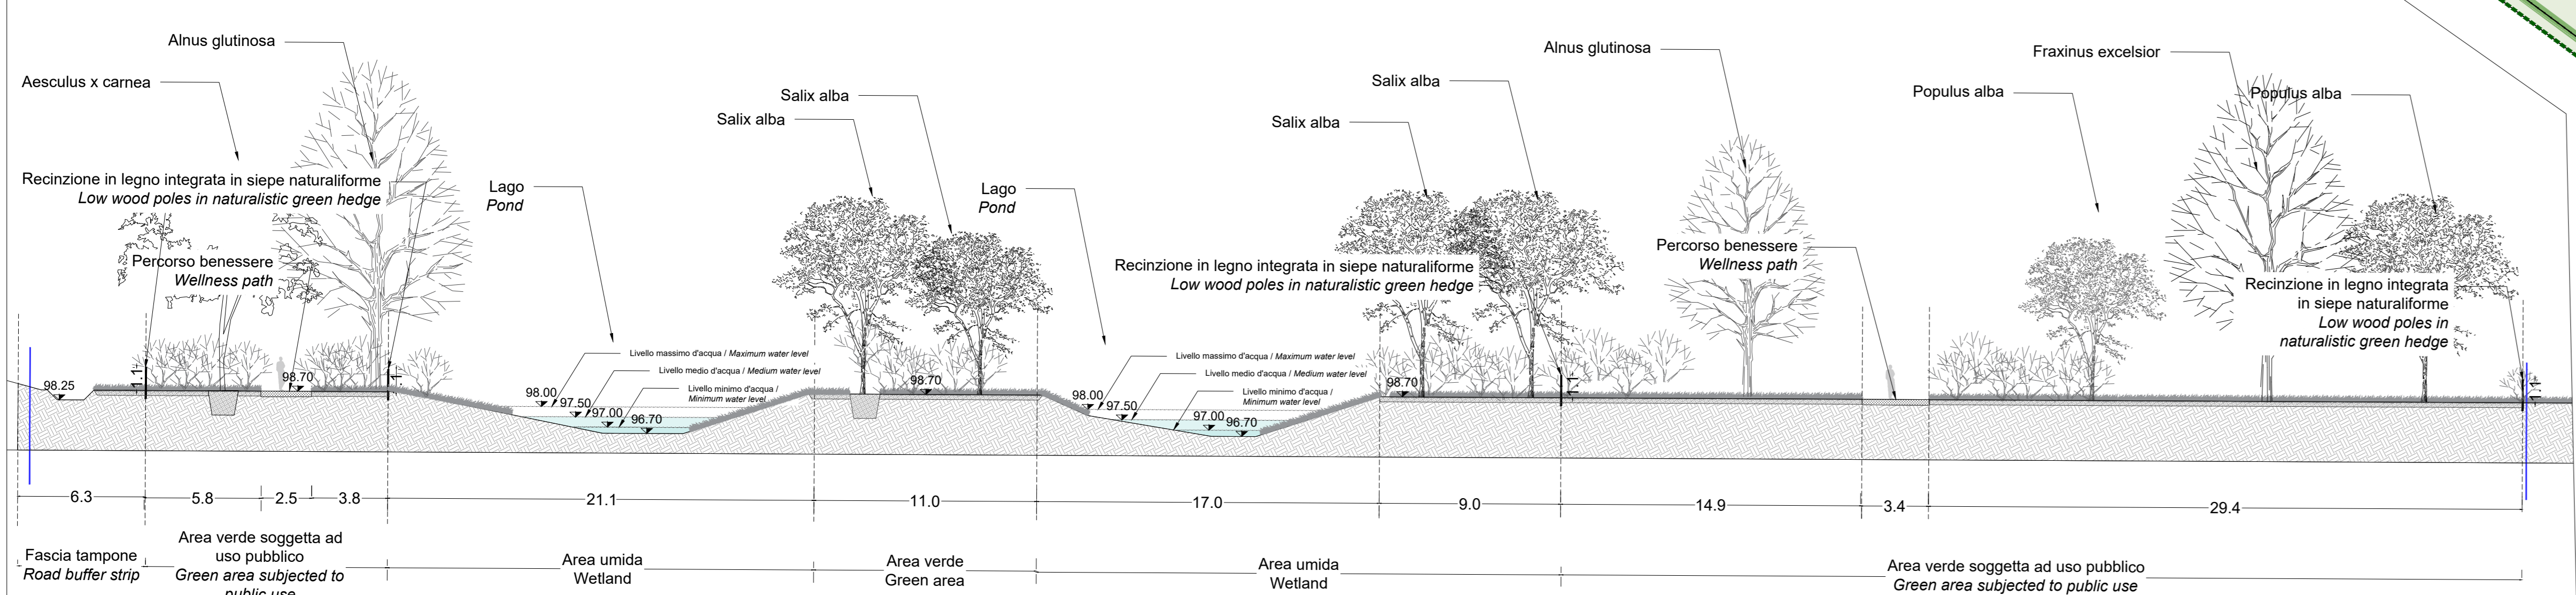 Alnus glutinosa
Aesculus x carnea
Recinzione in legno integrata in siepe naturaliforme
Low wood poles in naturalistic green hedge
Percorso benessere
Wellness path
Lago
Pond
Salix alba
Salix alba
Lago
Pond
Recinzione in legno integrata in siepe naturaliforme
Low wood poles in naturalistic green hedge
Salix alba
Salix alba
Alnus glutinosa
Percorso benessere
Wellness path
Populus alba
Fraxinus excelsior
Populus alba
Recinzione in legno integrata
in siepe naturaliforme
Low wood poles in
naturalistic green hedge
98.25
1.1
98.70
1.1
Livello massimo d'acqua / Maximum water level
Livello medio d'acqua / Medium water level
Livello minimo d'acqua /
Minimum water level
98.00
97.50
97.00
96.70
98.70
Livello massimo d'acqua / Maximum water level
Livello medio d'acqua / Medium water level
Livello minimo d'acqua /
Minimum water level
98.00
97.50
97.00
96.70
98.70
1.1
1.1
6.3
5.8
2.5
3.8
21.1
11.0
17.0
9.0
14.9
3.4
29.4
Fascia tampone
Road buffer strip
Area verde soggetta ad
uso pubblico
Green area subjected to
public use
Area umida
Wetland
Area verde
Green area
Area umida
Wetland
Area verde soggetta ad uso pubblico
Green area subjected to public use